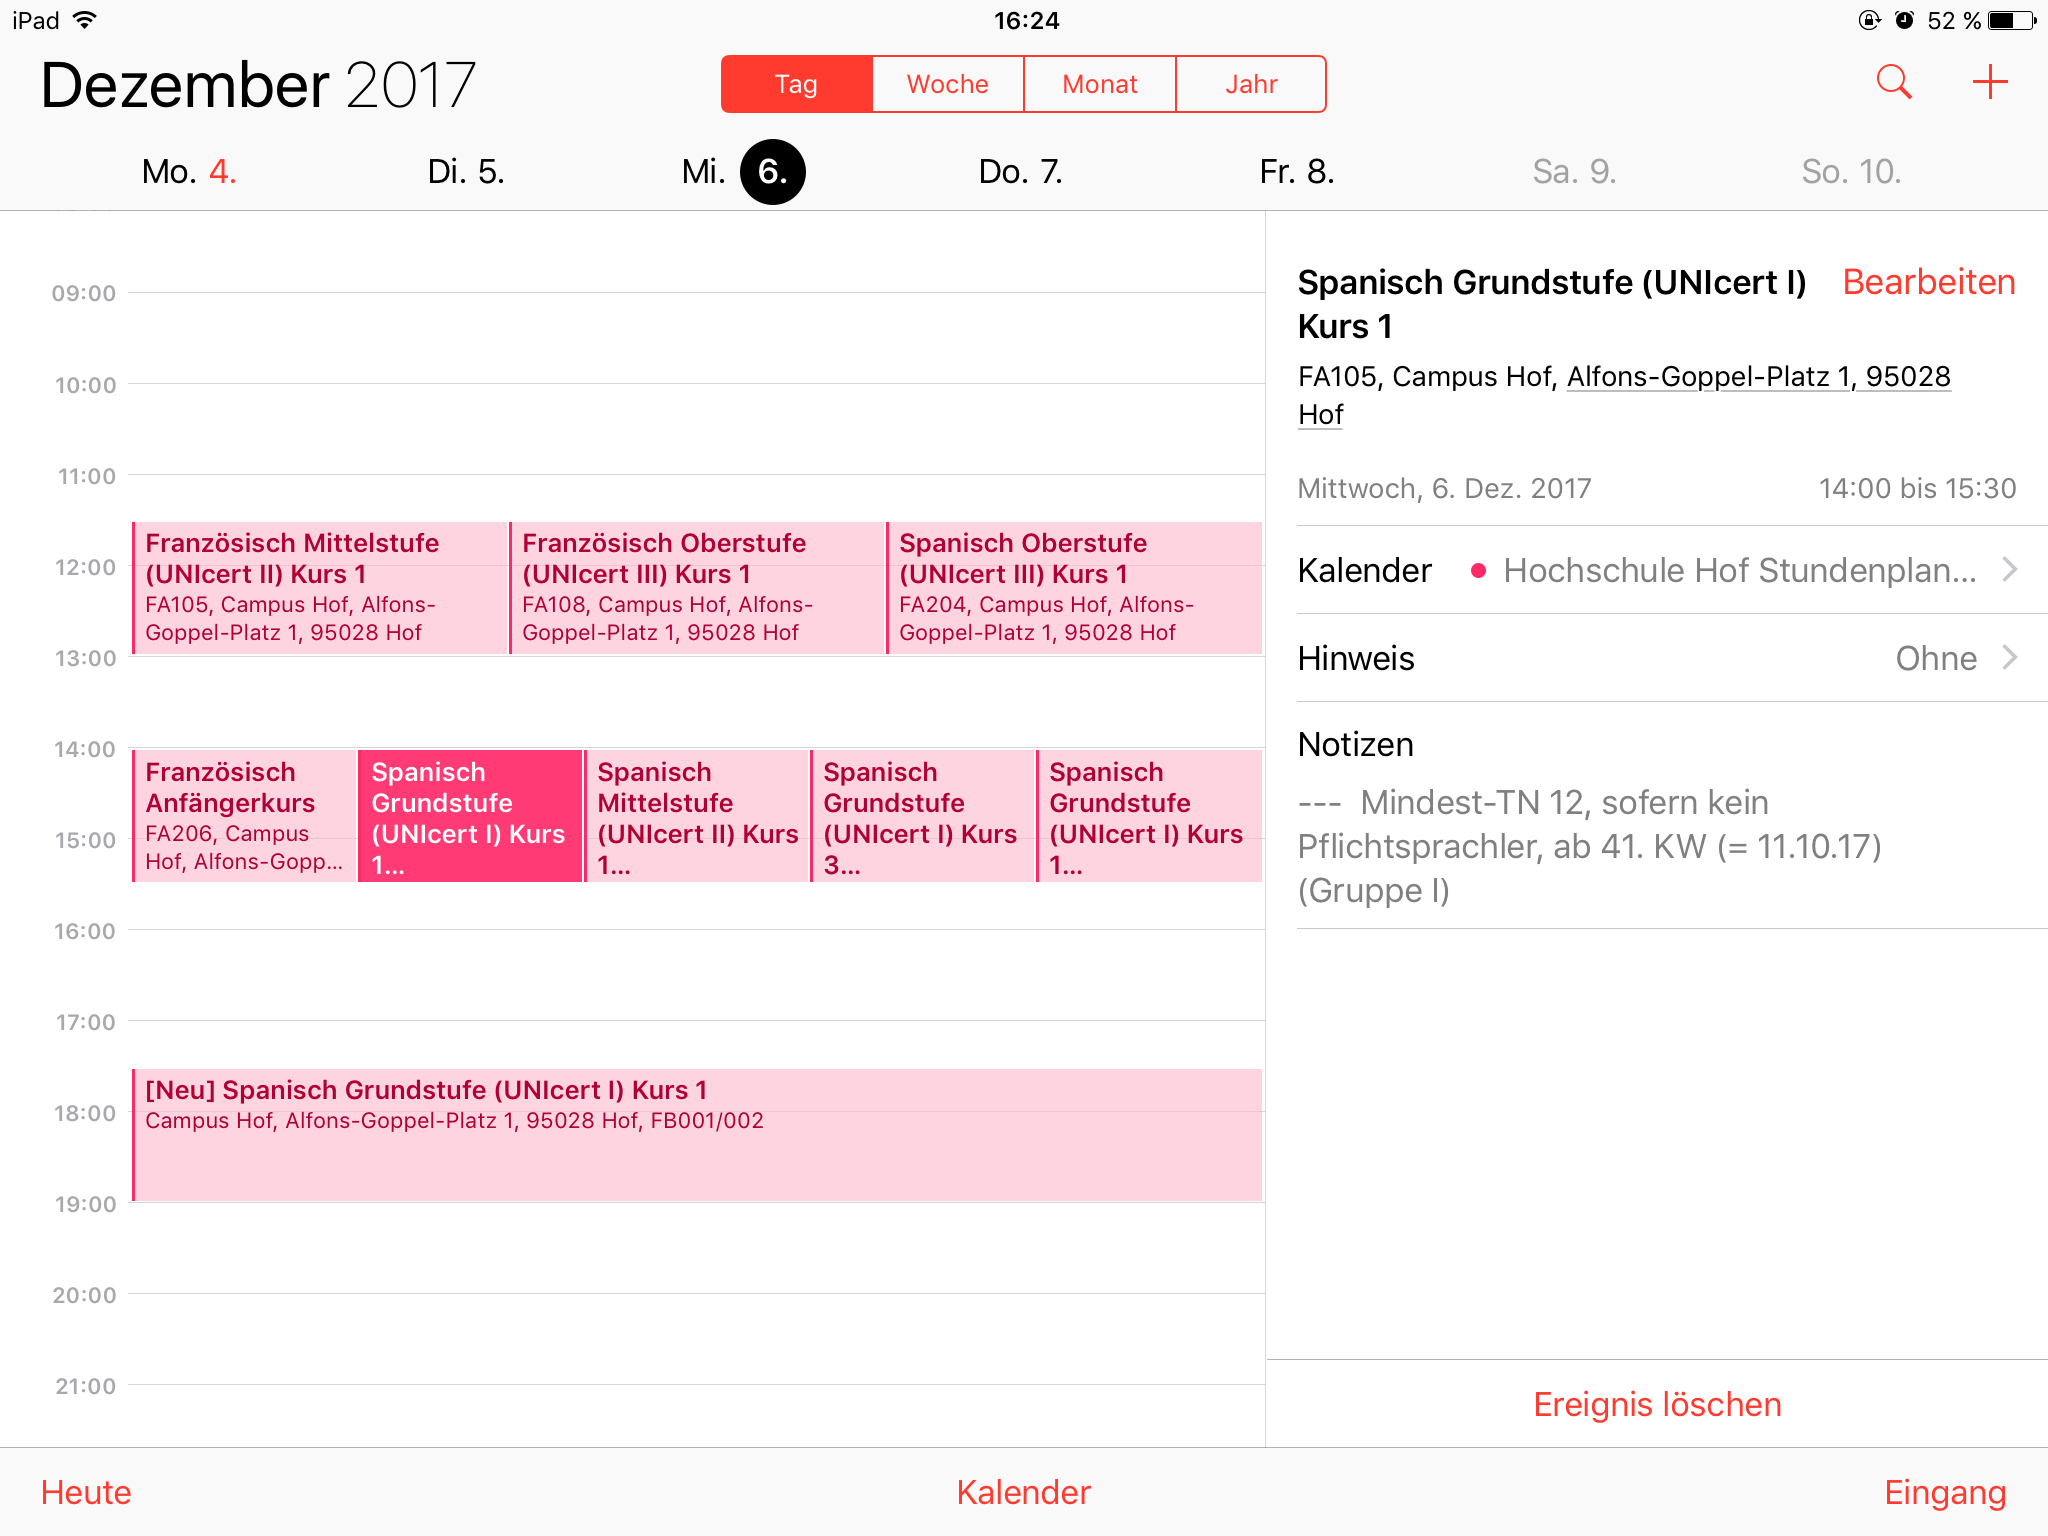 iPad 16:24 52 %
Dezember 2017
Tag Woche Monat Jahr
Mo. 4. Di. 5. Mi. 6. Do. 7. Fr. 8. Sa. 9. So. 10.
09:00
10:00
11:00
12:00
13:00
14:00
15:00
16:00
17:00
18:00
19:00
20:00
21:00
Französisch Mittelstufe
(UNIcert II) Kurs 1
FA105, Campus Hof, Alfons-
Goppel-Platz 1, 95028 Hof
Französisch Oberstufe
(UNIcert III) Kurs 1
FA108, Campus Hof, Alfons-
Goppel-Platz 1, 95028 Hof
Spanisch Oberstufe
(UNIcert III) Kurs 1
FA204, Campus Hof, Alfons-
Goppel-Platz 1, 95028 Hof
Französisch
Anfängerkurs
FA206, Campus
Hof, Alfons-Gopp...
Spanisch
Grundstufe
(UNIcert I) Kurs
1...
Spanisch
Mittelstufe
(UNIcert II) Kurs
1...
Spanisch
Grundstufe
(UNIcert I) Kurs
3...
Spanisch
Grundstufe
(UNIcert I) Kurs
1...
[Neu] Spanisch Grundstufe (UNIcert I) Kurs 1
Campus Hof, Alfons-Goppel-Platz 1, 95028 Hof, FB001/002
Spanisch Grundstufe (UNIcert I) Bearbeiten
Kurs 1
FA105, Campus Hof, Alfons-Goppel-Platz 1, 95028
Hof
Mittwoch, 6. Dez. 2017 14:00 bis 15:30
Kalender Hochschule Hof Stundenplan...
Hinweis Ohne
Notizen
--- Mindest-TN 12, sofern kein
Pflichtsprachler, ab 41. KW (= 11.10.17)
(Gruppe I)
Ereignis löschen
Heute Kalender Eingang